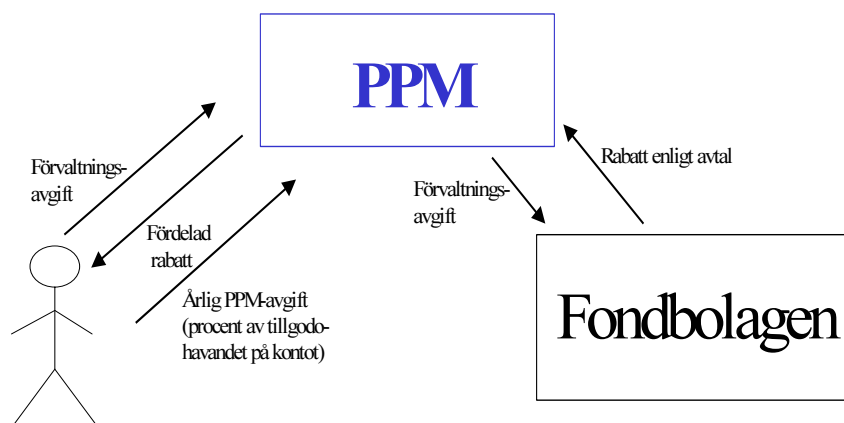 PPM
Förvaltnings-
avgift
Rabatt enligt avtal
Förvaltnings-
avgift
Fördelad
rabatt
Årlig PPM-avgift
(procent av tillgodo-
havandet på kontot)
Fondbolagen